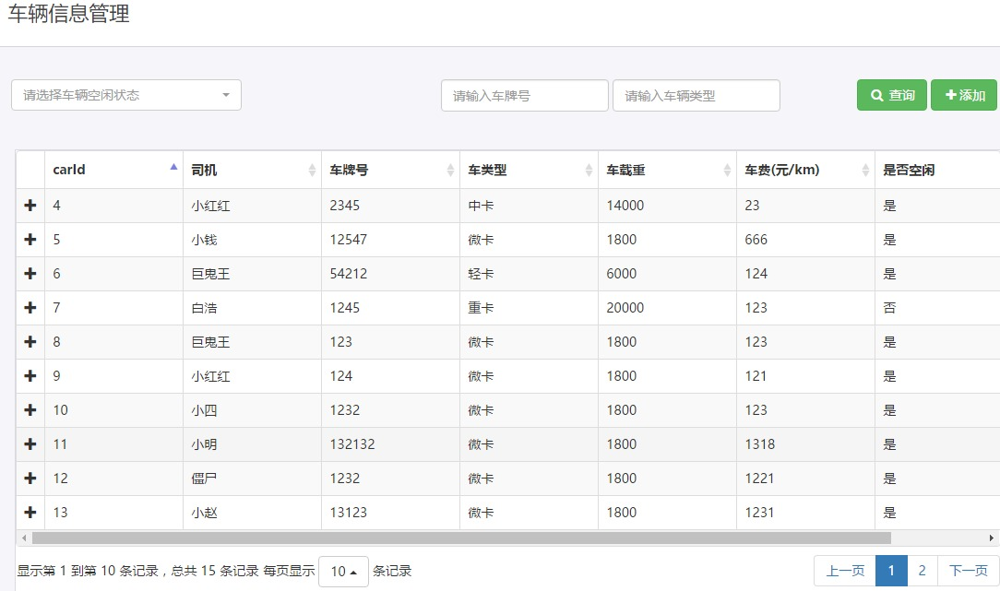 车辆信息管理
请选择车辆空闲状态 请输入车牌号 请输入车辆类型 查询 添加
carId 司机 车牌号 车类型 车载重 车费(元/km) 是否空闲
4 小红红 2345 中卡 14000 23 是
5 小钱 12547 微卡 1800 666 是
6 巨鬼王 54212 轻卡 6000 124 是
7 白浩 1245 重卡 20000 123 否
8 巨鬼王 123 微卡 1800 123 是
9 小红红 124 微卡 1800 121 是
10 小四 1232 微卡 1800 123 是
11 小明 132132 微卡 1800 1318 是
12 僵尸 1232 微卡 1800 1221 是
13 小赵 13123 微卡 1800 1231 是
显示第 1 到第 10 条记录，总共 15 条记录 每页显示 10 条记录 上一页 1 2 下一页